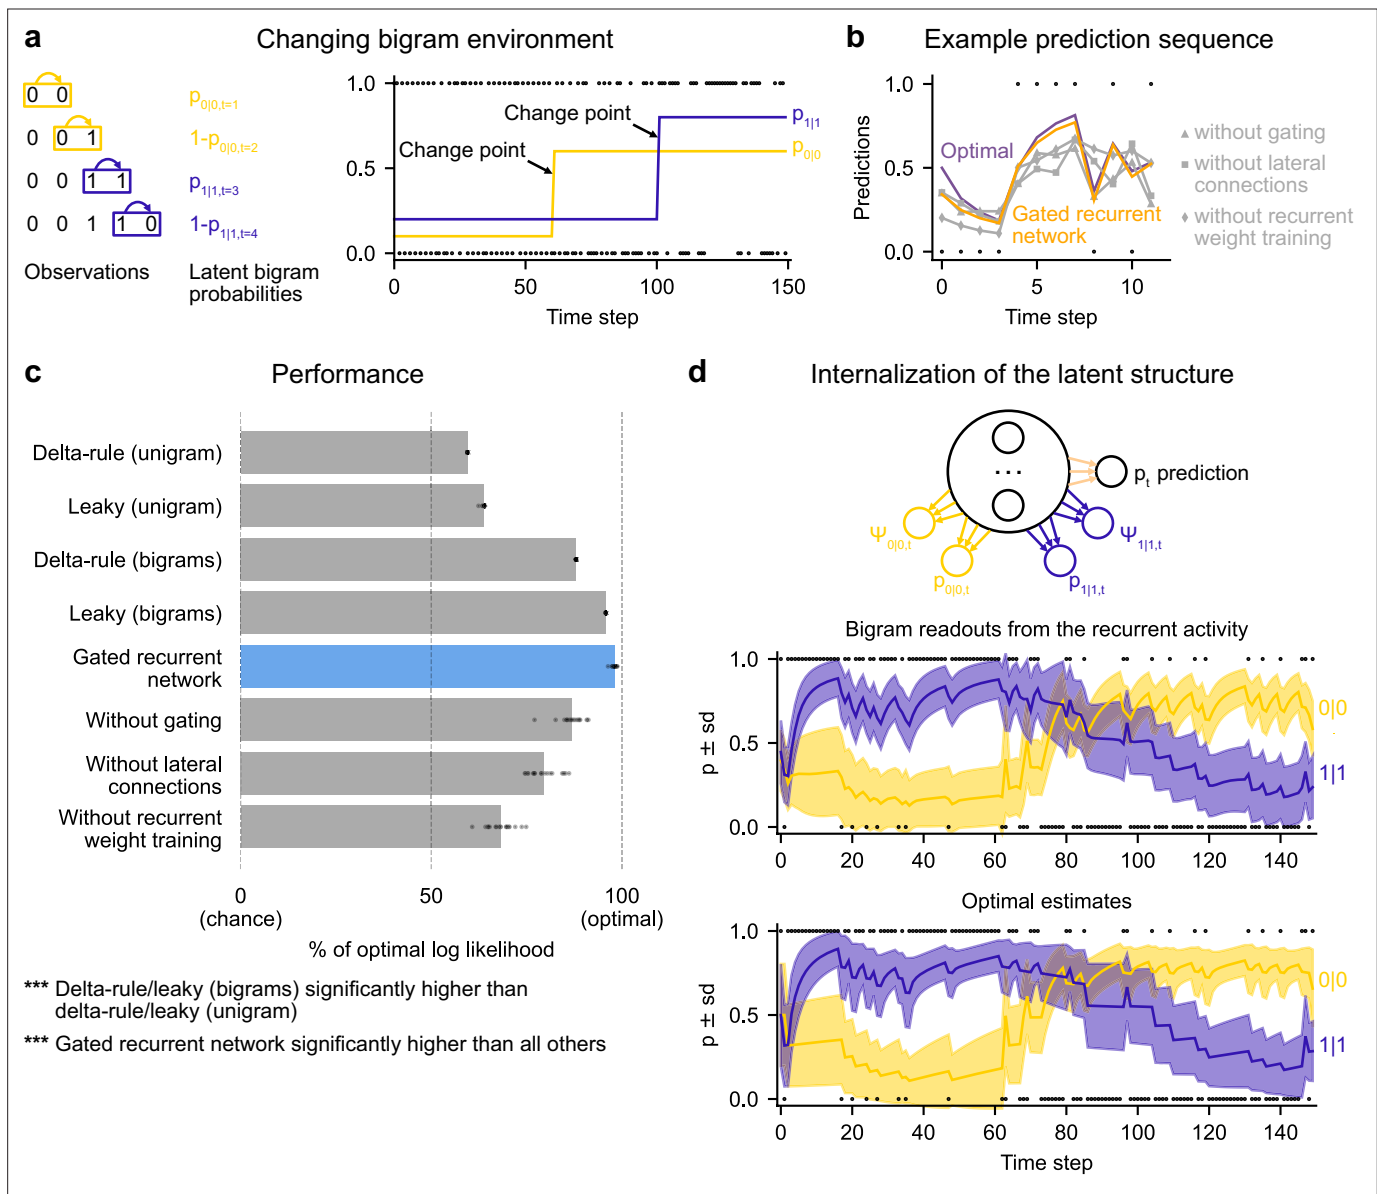 a
Changing bigram environment
0 0
p0|0,t=1
0 0 1
1-p0|0,t=2
0 0 1 1
p1|1,t=3
0 0 1 1 0
1-p1|1,t=4
Observations
Latent bigram
probabilities
1.0
0.5
0.0
Change point
Change point
p1|1
p0|0
0 50 100 150
Time step
b
Example prediction sequence
Predictions
1.0
0.5
0.0
Optimal
Gated recurrent
network
without gating
without lateral
connections
without recurrent
weight training
0 5 10
Time step
c
Performance
Delta-rule (unigram)
Leaky (unigram)
Delta-rule (bigrams)
Leaky (bigrams)
Gated recurrent
network
Without gating
Without lateral
connections
Without recurrent
weight training
0 50 100
(chance) (optimal)
% of optimal log likelihood
*** Delta-rule/leaky (bigrams) significantly higher than
delta-rule/leaky (unigram)
*** Gated recurrent network significantly higher than all others
d
Internalization of the latent structure
...
pt prediction
Ψ0|0,t
Ψ1|1,t
p0|0,t
p1|1,t
Bigram readouts from the recurrent activity
p ± sd
1.0
0.5
0.0
0|0
1|1
0 20 40 60 80 100 120 140
Optimal estimates
p ± sd
1.0
0.5
0.0
0|0
1|1
0 20 40 60 80 100 120 140
Time step